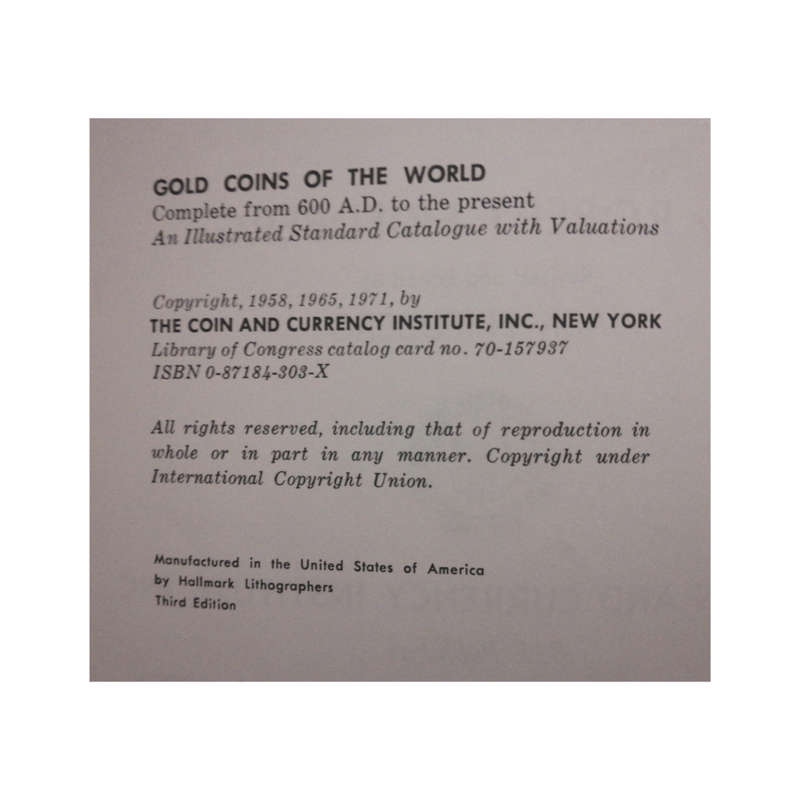 GOLD COINS OF THE WORLD
Complete from 600 A.D. to the present
An Illustrated Standard Catalogue with Valuations
Copyright, 1958, 1965, 1971, by
THE COIN AND CURRENCY INSTITUTE, INC., NEW YORK
Library of Congress catalog card no. 70-157937
ISBN 0-87184-303-X
All rights reserved, including that of reproduction in
whole or in part in any manner. Copyright under
International Copyright Union.
Manufactured in the United States of America
by Hallmark Lithographers
Third Edition